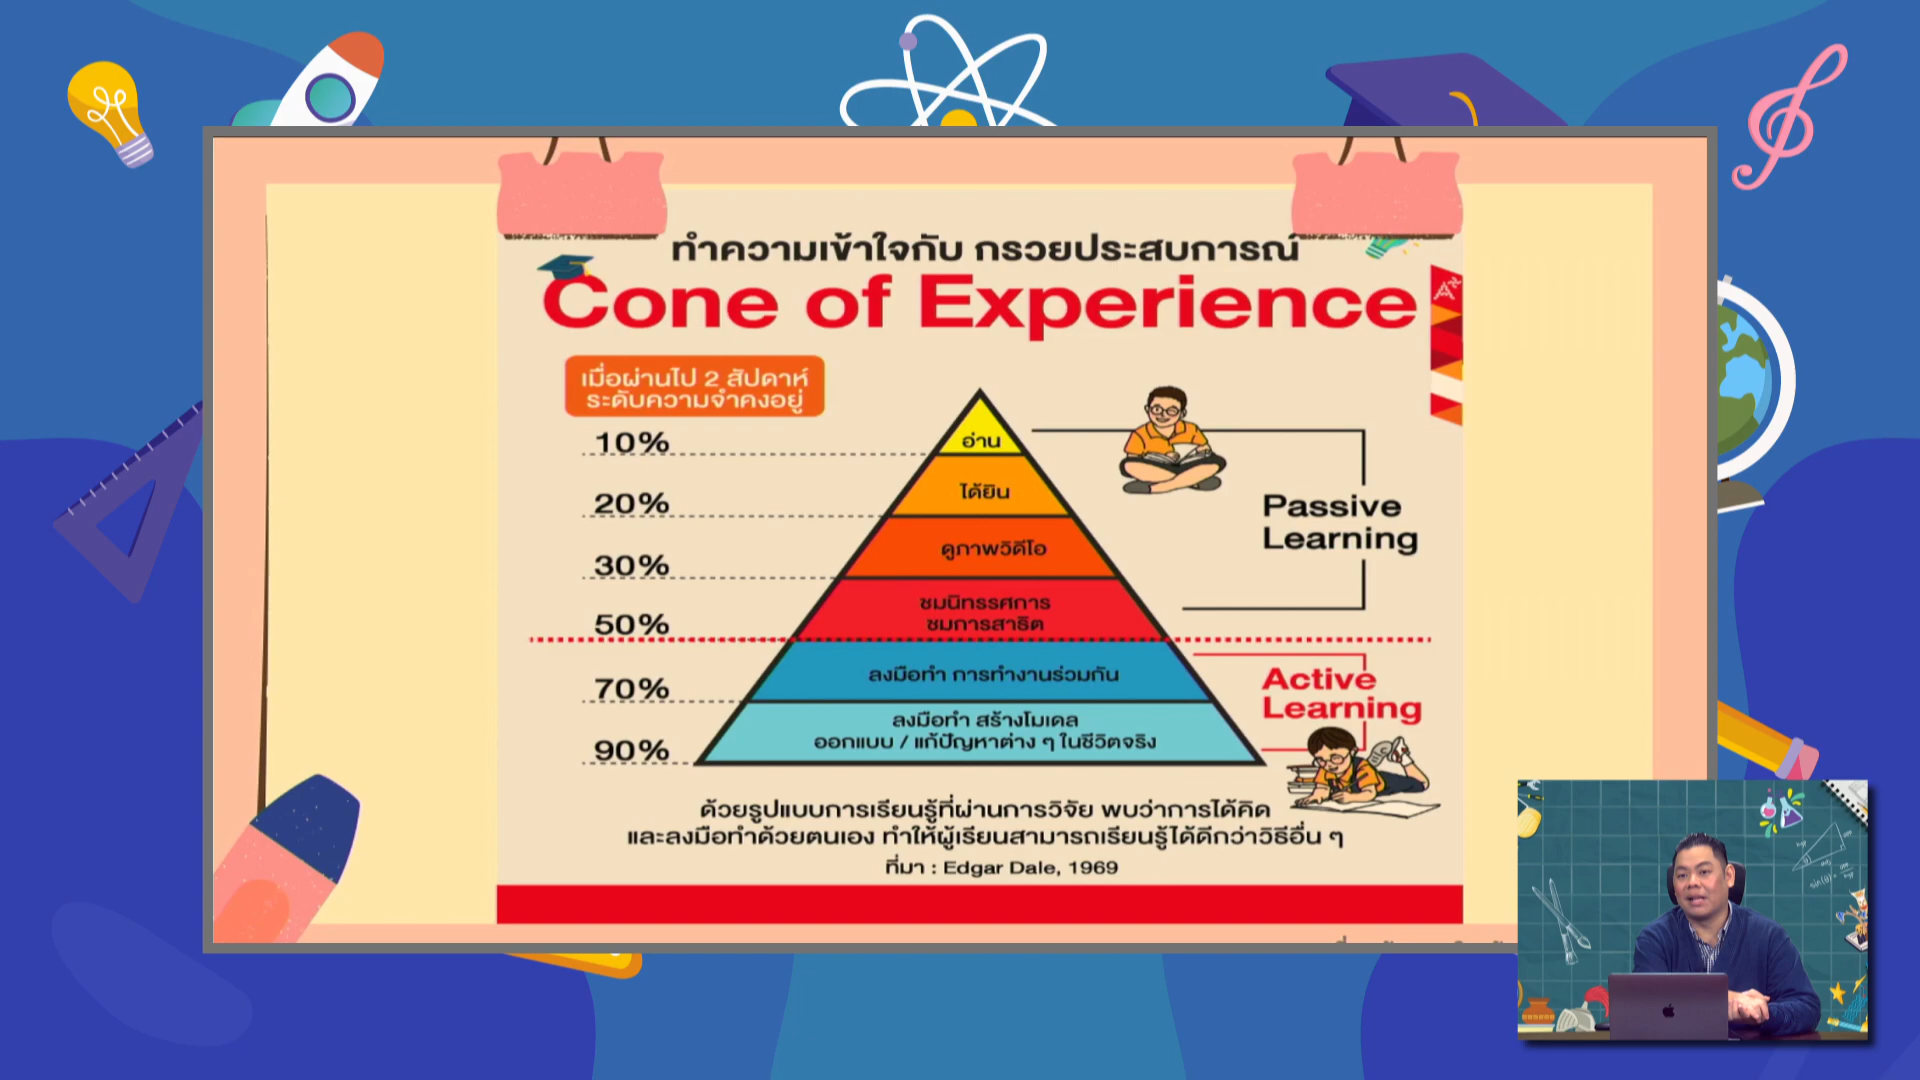 ทำความเข้าใจกับ กรวยประสบการณ์
Cone of Experience
เมื่อผ่านไป 2 สัปดาห์
ระดับความจำคงอยู่
10%
อ่าน
20%
ได้ยิน
30%
ดูภาพวิดีโอ
50%
ชมนิทรรศการ
ชมการสาธิต
Passive
Learning
70%
ลงมือทำ การทำงานร่วมกัน
90%
ลงมือทำ สร้างโมเดล
ออกแบบ / แก้ปัญหาต่าง ๆ ในชีวิตจริง
Active
Learning
ด้วยรูปแบบการเรียนรู้ที่ผ่านการวิจัย พบว่าการได้คิด
และลงมือทำด้วยตนเอง ทำให้ผู้เรียนสามารถเรียนรู้ได้ดีกว่าวิธีอื่น ๆ
ที่มา : Edgar Dale, 1969